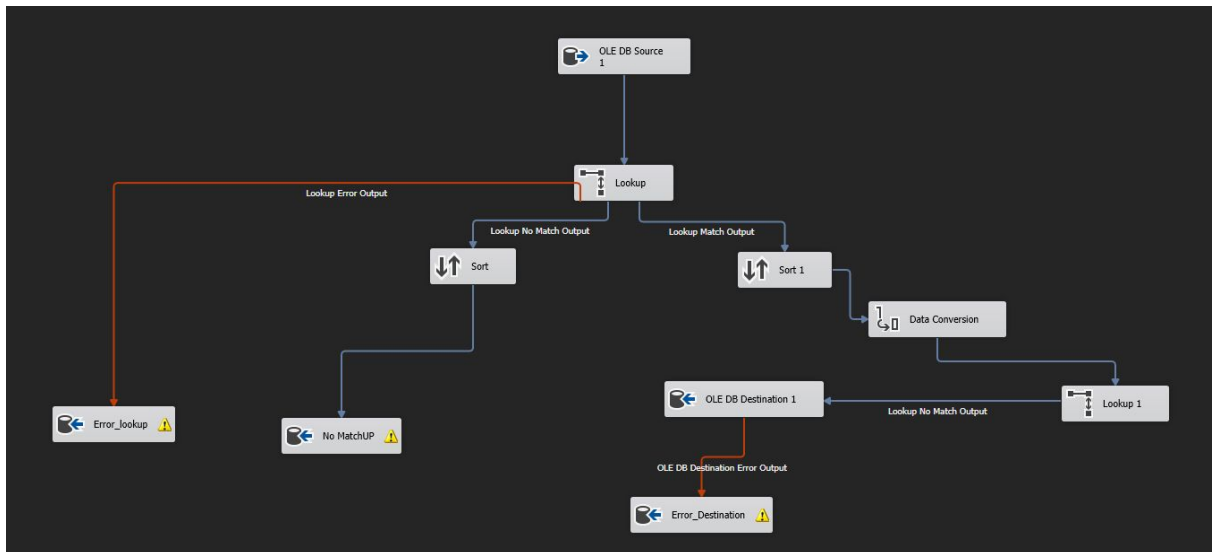 OLE DB Source
1
Lookup
Lookup Error Output
Lookup No Match Output
Lookup Match Output
Sort
Sort 1
Data Conversion
OLE DB Destination 1
Lookup No Match Output
Lookup 1
Error_lookup
No MatchUP
OLE DB Destination Error Output
Error_Destination